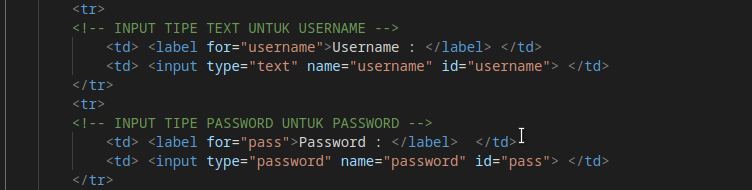 <tr>
<!-- INPUT TIPE TEXT UNTUK USERNAME -->
<td> <label for="username">Username : </label> </td>
<td> <input type="text" name="username" id="username"> </td>
</tr>
<tr>
<!-- INPUT TIPE PASSWORD UNTUK PASSWORD -->
<td> <label for="pass">Password : </label>  </td>
<td> <input type="password" name="password" id="pass"> </td>
</tr>